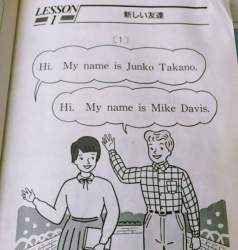 LESSON
1
新しい友達
〔1〕
Hi. My name is Junko Takano.
Hi. My name is Mike Davis.